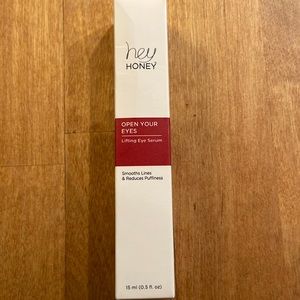 hey
HONEY
OPEN YOUR
EYES
Lifting Eye Serum
Smooths Lines
& Reduces Puffiness
15 ml (0.5 fl. oz)